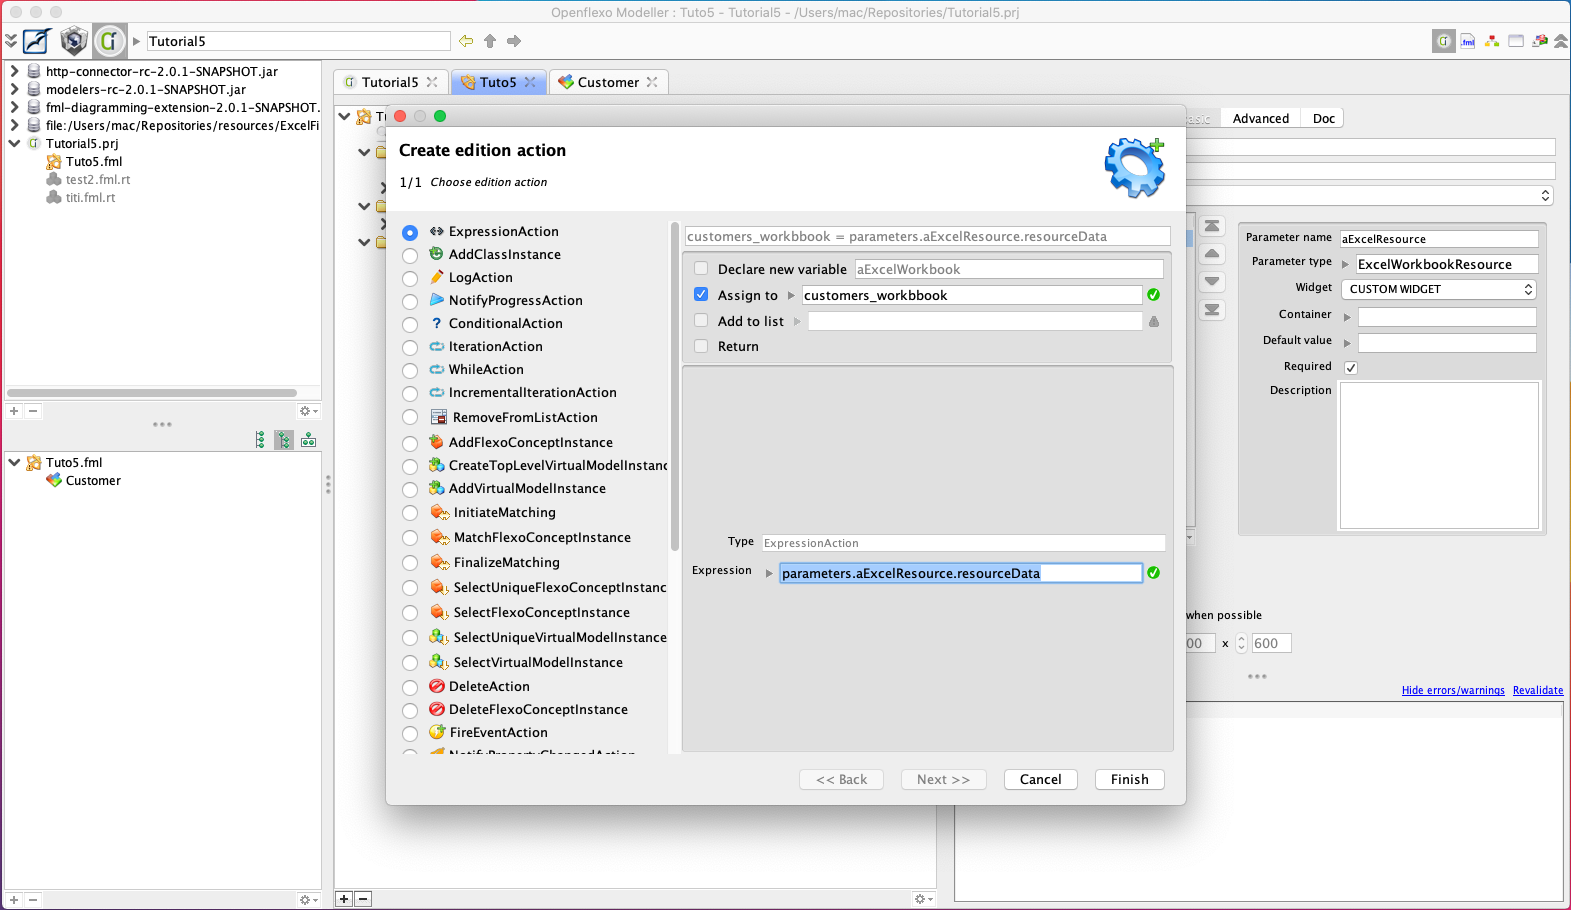 Openflexo Modeller : Tuto5 - Tutorial5 - /Users/mac/Repositories/Tutorial5.prj
Tutorial5
http-connector-rc-2.0.1-SNAPSHOT.jar
modelers-rc-2.0.1-SNAPSHOT.jar
fml-diagramming-extension-2.0.1-SNAPSHOT.
file:/Users/mac/Repositories/resources/ExcelFi
Tutorial5.prj
Tuto5.fml
test2.fml.rt
titi.fml.rt
Tuto5.fml
Customer
Tutorial5
Tuto5
Customer
Create edition action
1/1 Choose edition action
ExpressionAction
AddClassInstance
LogAction
NotifyProgressAction
ConditionalAction
IterationAction
WhileAction
IncrementalIterationAction
RemoveFromListAction
AddFlexoConceptInstance
CreateTopLevelVirtualModelInstanc
AddVirtualModelInstance
InitiateMatching
MatchFlexoConceptInstance
FinalizeMatching
SelectUniqueFlexoConceptInstanc
SelectFlexoConceptInstance
SelectUniqueVirtualModelInstance
SelectVirtualModelInstance
DeleteAction
DeleteFlexoConceptInstance
FireEventAction
NotifyPropertyChangedAction
customers_workbbook = parameters.aExcelResource.resourceData
Declare new variable aExcelWorkbook
Assign to customers_workbbook
Add to list
Return
Type ExpressionAction
Expression parameters.aExcelResource.resourceData
<< Back
Next >>
Cancel
Finish
Advanced
Doc
Parameter name aExcelResource
Parameter type ExcelWorkbookResource
Widget CUSTOM WIDGET
Container
Default value
Required
Description
when possible
00 x 600
Hide errors/warnings
Revalidate